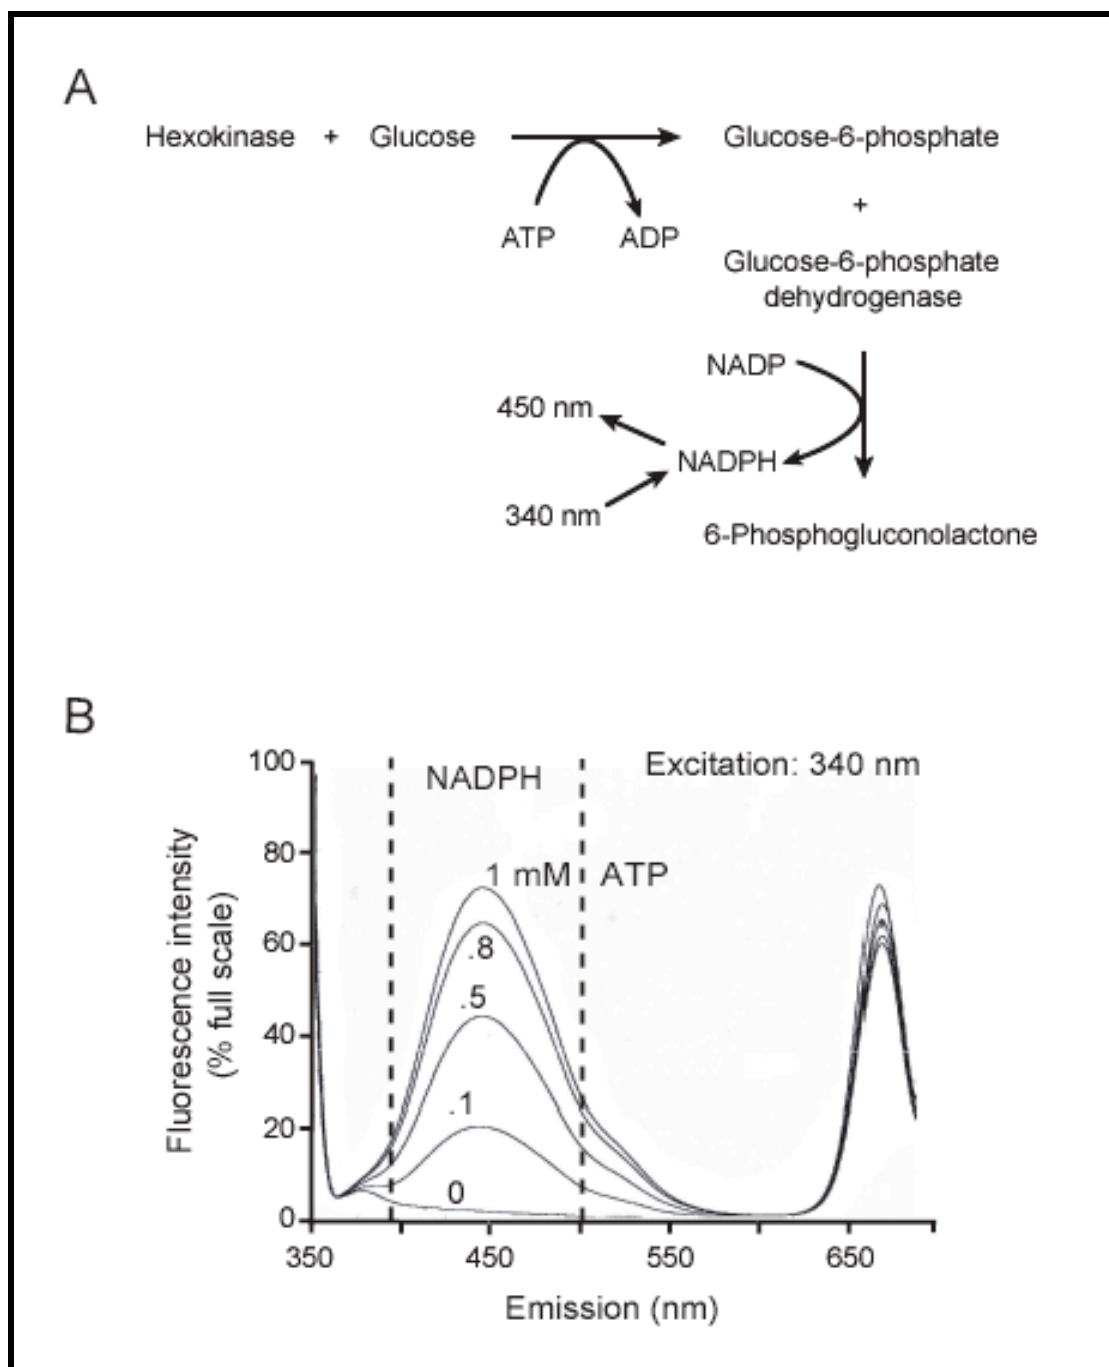 A
Hexokinase + Glucose
Glucose-6-phosphate
+
ATP
ADP
Glucose-6-phosphate
dehydrogenase
NADP
450 nm
NADPH
340 nm
6-Phosphogluconolactone
B
100
80
60
40
20
0
Fluorescence intensity
(% full scale)
NADPH
Excitation: 340 nm
1 mM ATP
.8
.5
.1
0
350
450
550
650
Emission (nm)